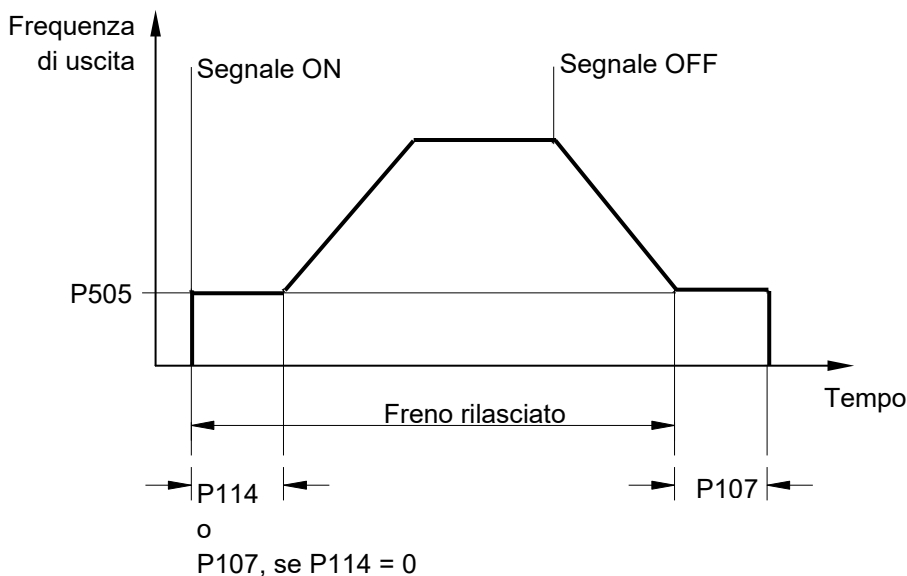 Frequenza
di uscita
Segnale ON
Segnale OFF
P505
Tempo
Freno rilasciato
P114
o
P107, se P114 = 0
P107